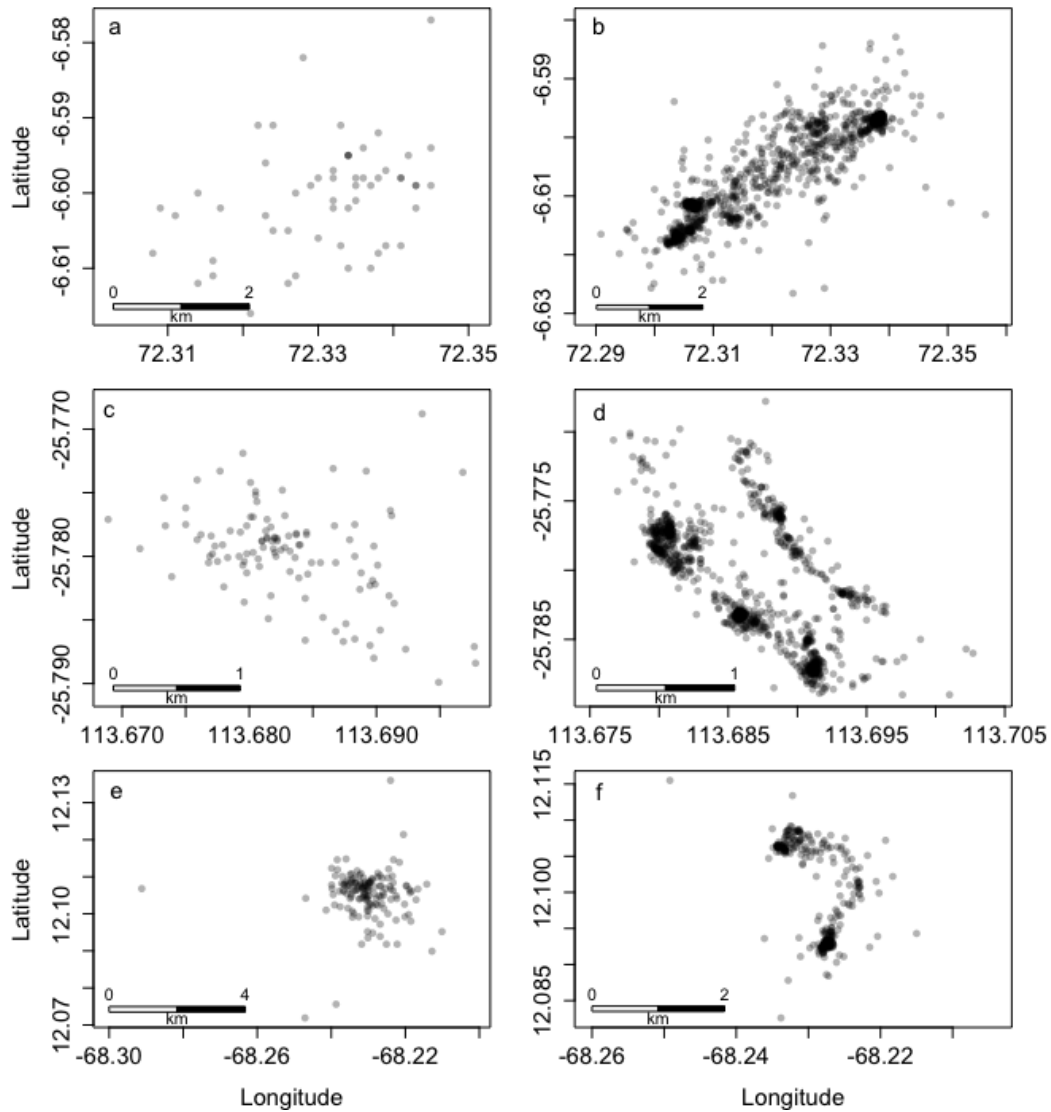 a
Latitude
-6.58
-6.59
-6.60
-6.61
0
2
km
72.31
72.33
72.35
b
-6.59
-6.61
-6.63
0
2
km
72.29
72.31
72.33
72.35
c
Latitude
-25.770
-25.780
-25.790
0
1
km
113.670
113.680
113.690
d
-25.775
-25.785
0
1
km
113.675
113.685
113.695
113.705
e
Latitude
12.13
12.10
12.07
0
4
km
-68.30
-68.26
-68.22
Longitude
f
12.115
12.100
12.085
0
2
km
-68.26
-68.24
-68.22
Longitude